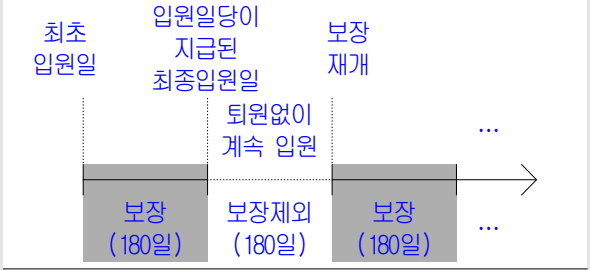 최초
입원일
입원일당이
지급된
최종입원일
보장
재개
퇴원없이
계속 입원
...
보장
(180일)
보장제외
(180일)
보장
(180일)
...